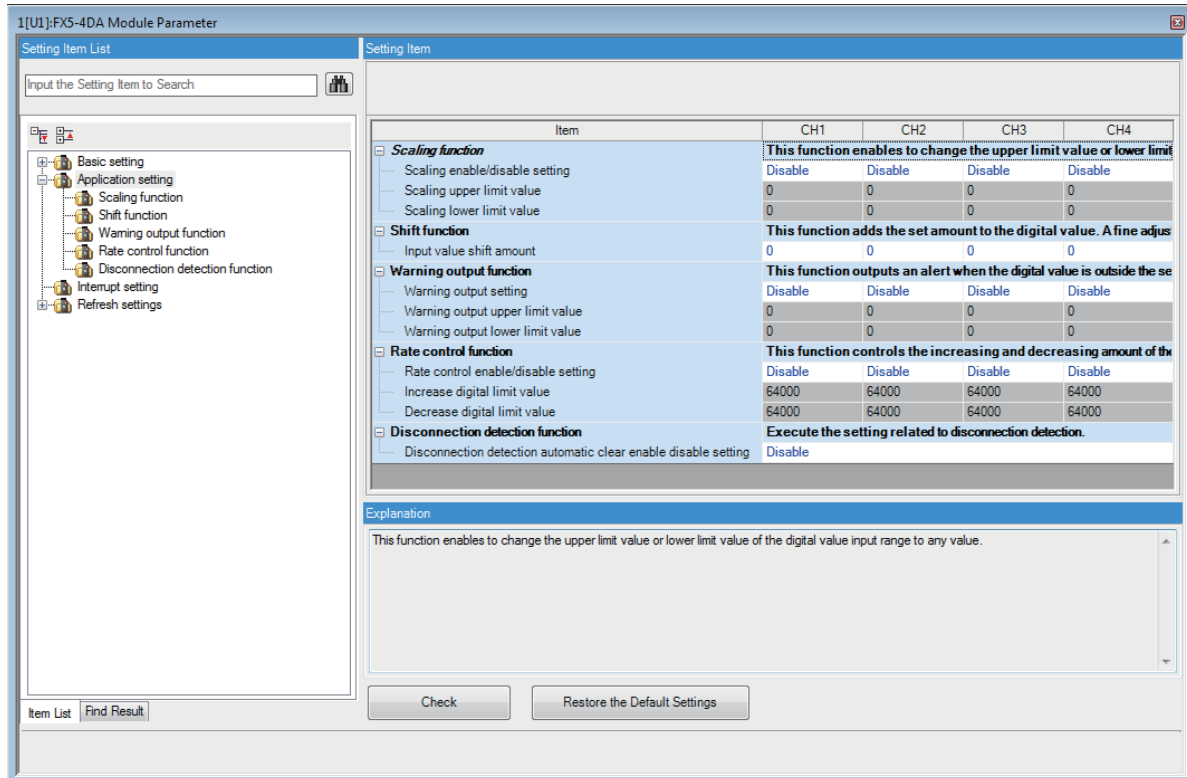 1[U1]:FX5-4DA Module Parameter
Setting Item List
Input the Setting Item to Search
Basic setting
Application setting
Scaling function
Shift function
Warning output function
Rate control function
Disconnection detection function
Interrupt setting
Refresh settings
Item List Find Result
Setting Item
Item CH1 CH2 CH3 CH4
Scaling function This function enables to change the upper limit value or lower limit
Scaling enable/disable setting Disable Disable Disable Disable
Scaling upper limit value 0 0 0 0
Scaling lower limit value 0 0 0 0
Shift function This function adds the set amount to the digital value. A fine adjus
Input value shift amount 0 0 0 0
Warning output function This function outputs an alert when the digital value is outside the se
Warning output setting Disable Disable Disable Disable
Warning output upper limit value 0 0 0 0
Warning output lower limit value 0 0 0 0
Rate control function This function controls the increasing and decreasing amount of the
Rate control enable/disable setting Disable Disable Disable Disable
Increase digital limit value 64000 64000 64000 64000
Decrease digital limit value 64000 64000 64000 64000
Disconnection detection function Execute the setting related to disconnection detection.
Disconnection detection automatic clear enable disable setting Disable
Explanation
This function enables to change the upper limit value or lower limit value of the digital value input range to any value.
Check Restore the Default Settings